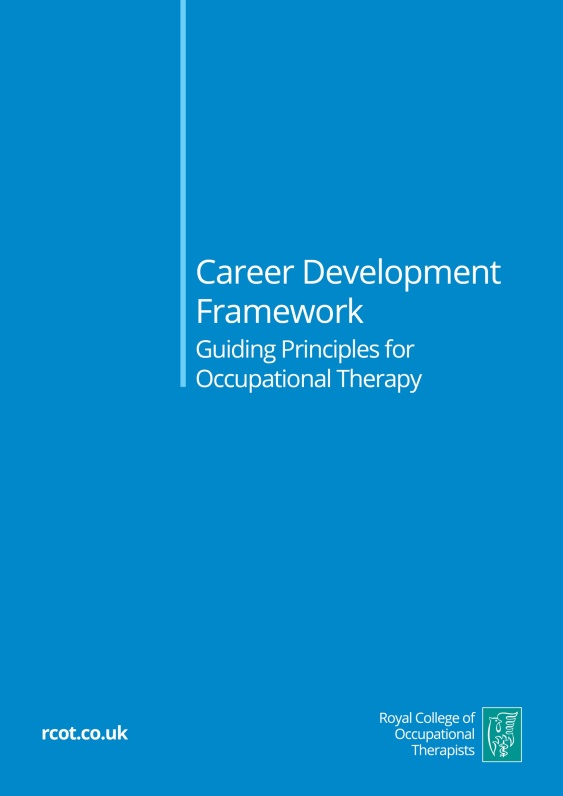 Career Development
Framework
Guiding Principles for
Occupational Therapy
rcot.co.uk
Royal College of
Occupational
Therapists